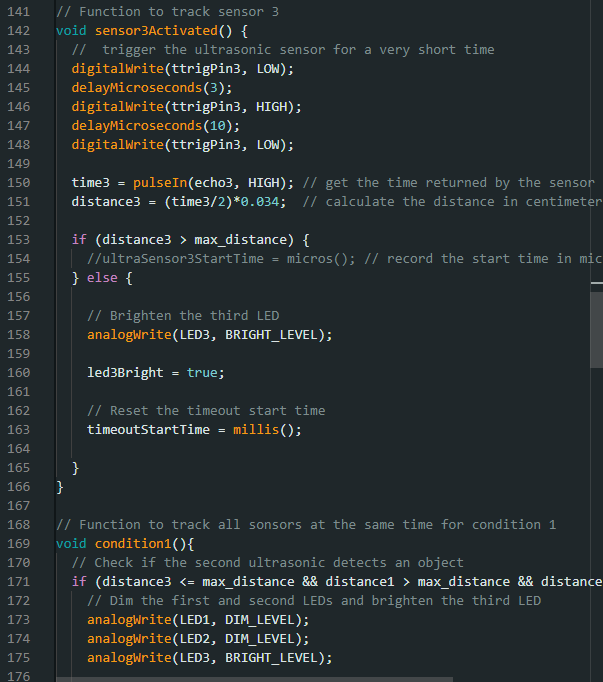 141 // Function to track sensor 3
142 void sensor3Activated() {
143 //  trigger the ultrasonic sensor for a very short time
144 digitalWrite(ttrigPin3, LOW);
145 delayMicroseconds(3);
146 digitalWrite(ttrigPin3, HIGH);
147 delayMicroseconds(10);
148 digitalWrite(ttrigPin3, LOW);
149
150 time3 = pulseIn(echo3, HIGH); // get the time returned by the sensor
151 distance3 = (time3/2)*0.034;  // calculate the distance in centimeter
152
153 if (distance3 > max_distance) {
154 //ultraSensor3StartTime = micros(); // record the start time in mic
155 } else {
156
157 // Brighten the third LED
158 analogWrite(LED3, BRIGHT_LEVEL);
159
160 led3Bright = true;
161
162 // Reset the timeout start time
163 timeoutStartTime = millis();
164
165 }
166 }
167
168 // Function to track all sonsors at the same time for condition 1
169 void condition1(){
170 // Check if the second ultrasonic detects an object
171 if (distance3 <= max_distance && distance1 > max_distance && distance
172 // Dim the first and second LEDs and brighten the third LED
173 analogWrite(LED1, DIM_LEVEL);
174 analogWrite(LED2, DIM_LEVEL);
175 analogWrite(LED3, BRIGHT_LEVEL);
176